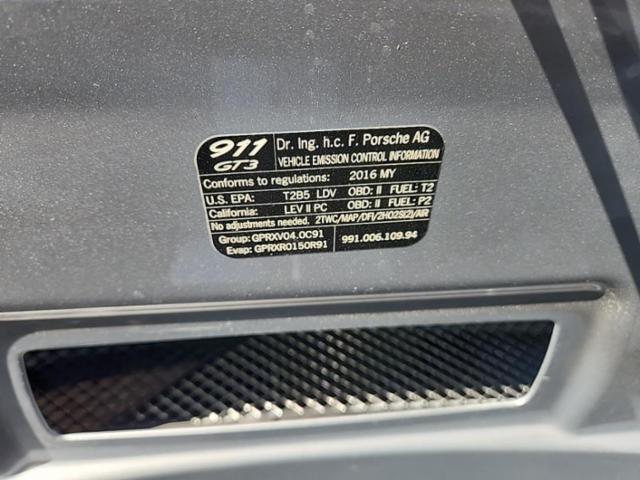 911 Dr. Ing. h.c. F. Porsche AG
GT3 VEHICLE EMISSION CONTROL INFORMATION
Conforms to regulations: 2016 MY
U.S. EPA: T2B5 LDV OBD: II FUEL: T2
California: LEV II PC OBD: II FUEL: P2
No adjustments needed. 2TWC/MAP/DFI/2HO2S(2)/AIR
Group: GPRXV04.0C91
Evap: GPRXR0150R91 991.006.109.94